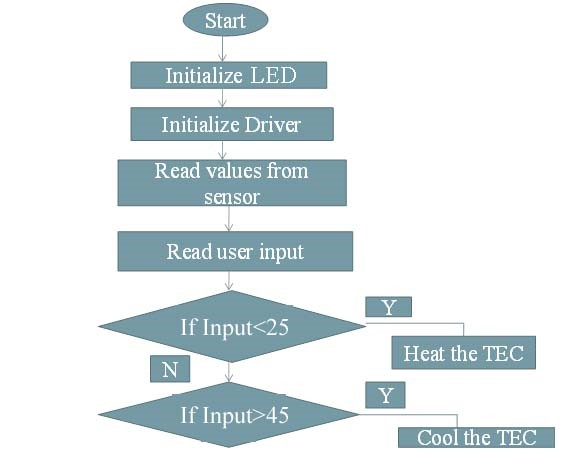 Start
Initialize LED
Initialize Driver
Read values from
sensor
Read user input
If Input<25
Y
Heat the TEC
N
If Input>45
Y
Cool the TEC